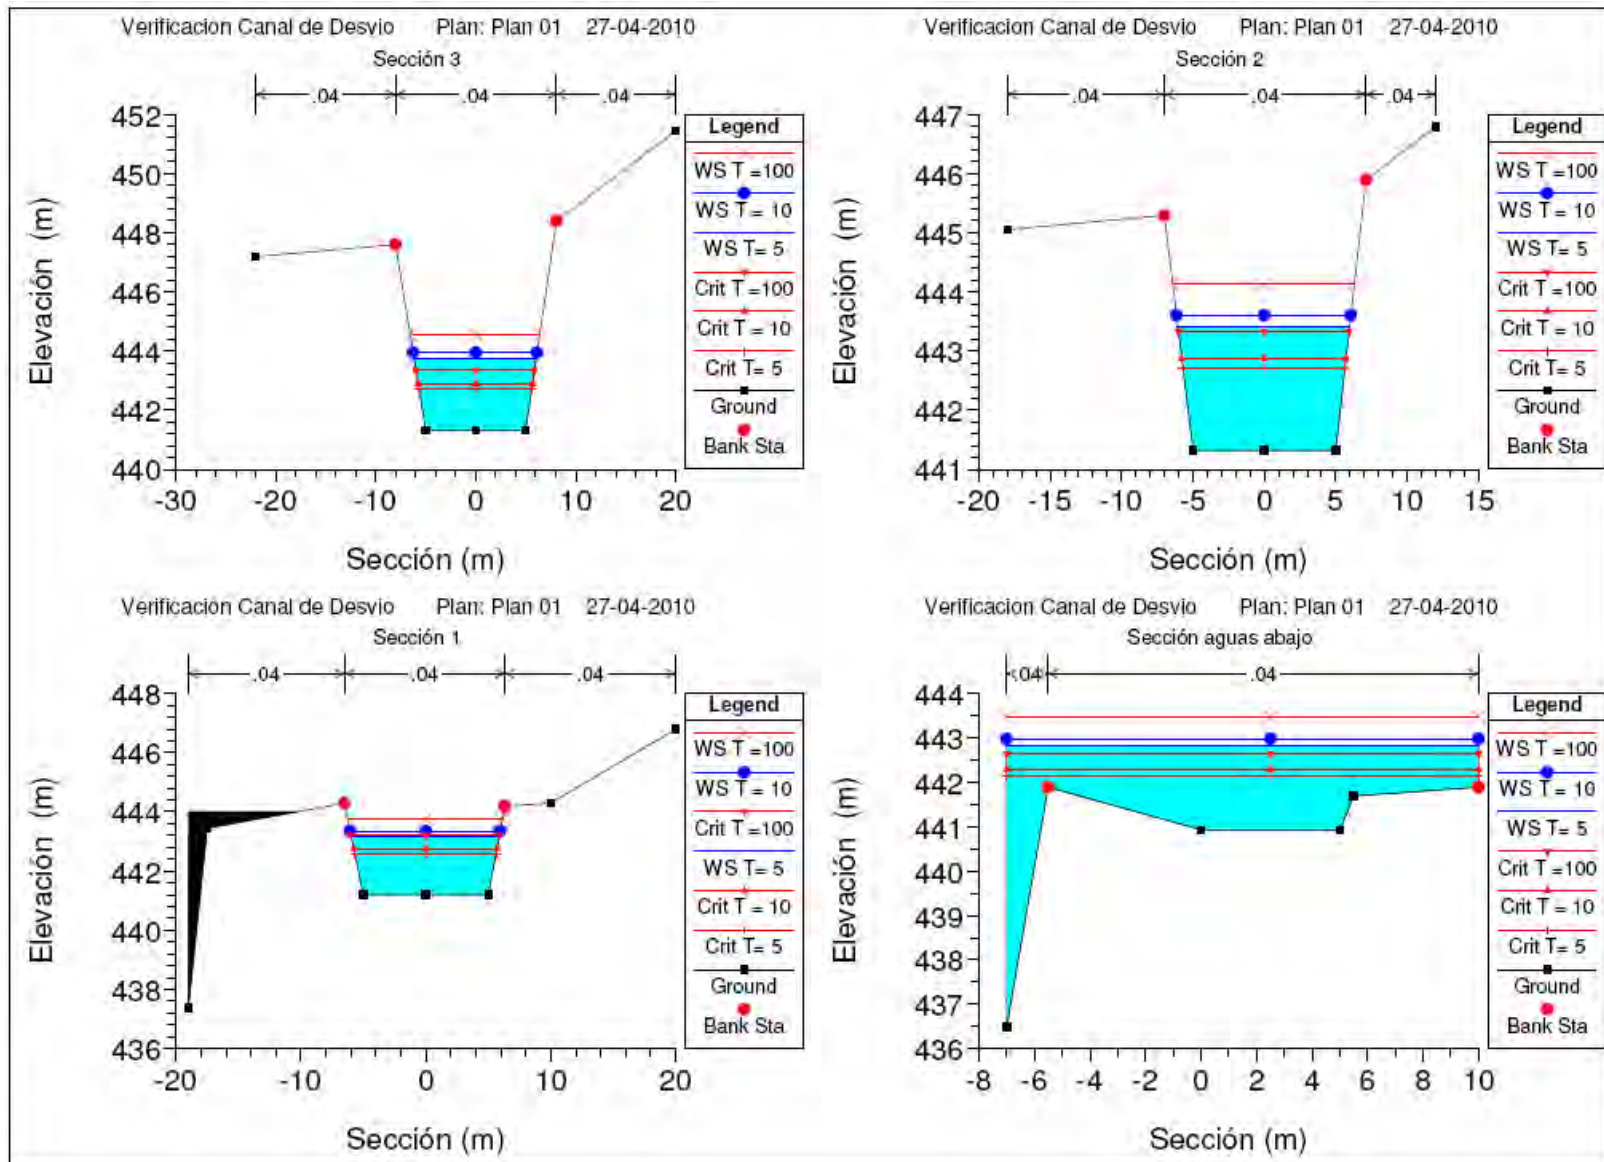 Verificacion Canal de Desvio Plan: Plan 01 27-04-2010
Sección 3
.04 .04 .04
Elevación (m)
452
450
448
446
444
442
440
-30 -20 -10 0 10 20
Sección (m)
Legend
WS T =100
WS T = 10
WS T= 5
Crit T =100
Crit T = 10
Crit T= 5
Ground
Bank Sta
Verificacion Canal de Desvio Plan: Plan 01 27-04-2010
Sección 2
.04 .04 .04
Elevación (m)
447
446
445
444
443
442
441
-20 -15 -10 -5 0 5 10 15
Sección (m)
Legend
WS T =100
WS T = 10
WS T= 5
Crit T =100
Crit T = 10
Crit T= 5
Ground
Bank Sta
Verificacion Canal de Desvio Plan: Plan 01 27-04-2010
Sección 1
.04 .04 .04
Elevación (m)
448
446
444
442
440
438
436
-20 -10 0 10 20
Sección (m)
Legend
WS T =100
WS T = 10
Crit T =100
WS T= 5
Crit T = 10
Crit T= 5
Ground
Bank Sta
Verificacion Canal de Desvio Plan: Plan 01 27-04-2010
Sección aguas abajo
.04 .04
Elevación (m)
444
443
442
441
440
439
438
437
436
-8 -6 -4 -2 0 2 4 6 8 10
Sección (m)
Legend
WS T =100
WS T = 10
WS T= 5
Crit T =100
Crit T = 10
Crit T= 5
Ground
Bank Sta